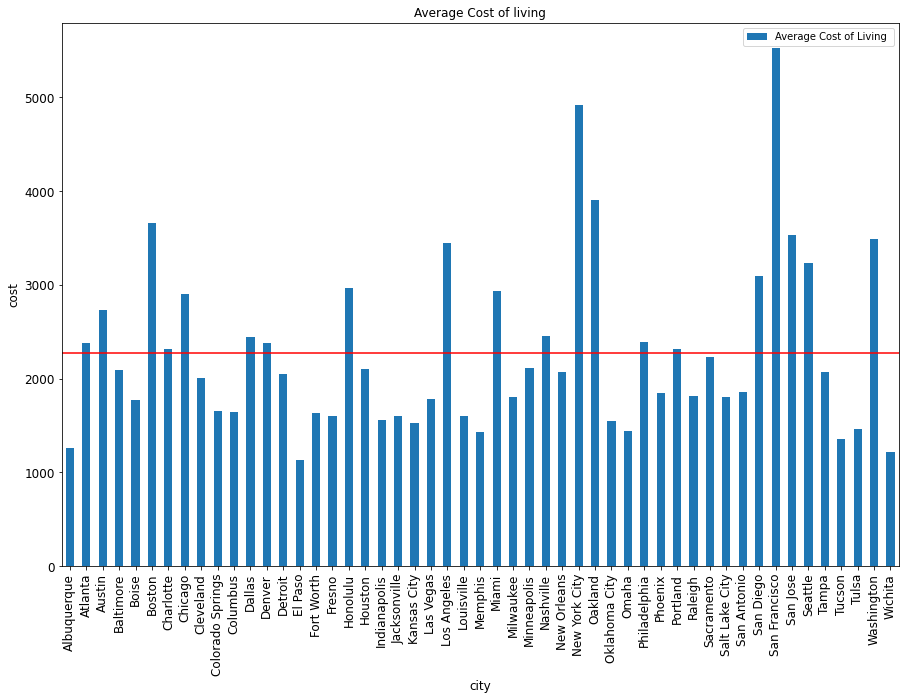 Average Cost of living
Average Cost of Living
cost
5000
4000
3000
2000
1000
0
Albuquerque
Atlanta
Austin
Baltimore
Boise
Boston
Charlotte
Chicago
Cleveland
Colorado Springs
Columbus
Dallas
Denver
Detroit
El Paso
Fort Worth
Fresno
Honolulu
Houston
Indianapolis
Jacksonville
Kansas City
Las Vegas
Los Angeles
Louisville
Memphis
Miami
Milwaukee
Minneapolis
Nashville
New Orleans
New York City
Oakland
Oklahoma City
Omaha
Philadelphia
Phoenix
Portland
Raleigh
Sacramento
Salt Lake City
San Antonio
San Diego
San Francisco
San Jose
Seattle
Tampa
Tucson
Tulsa
Washington
Wichita
city